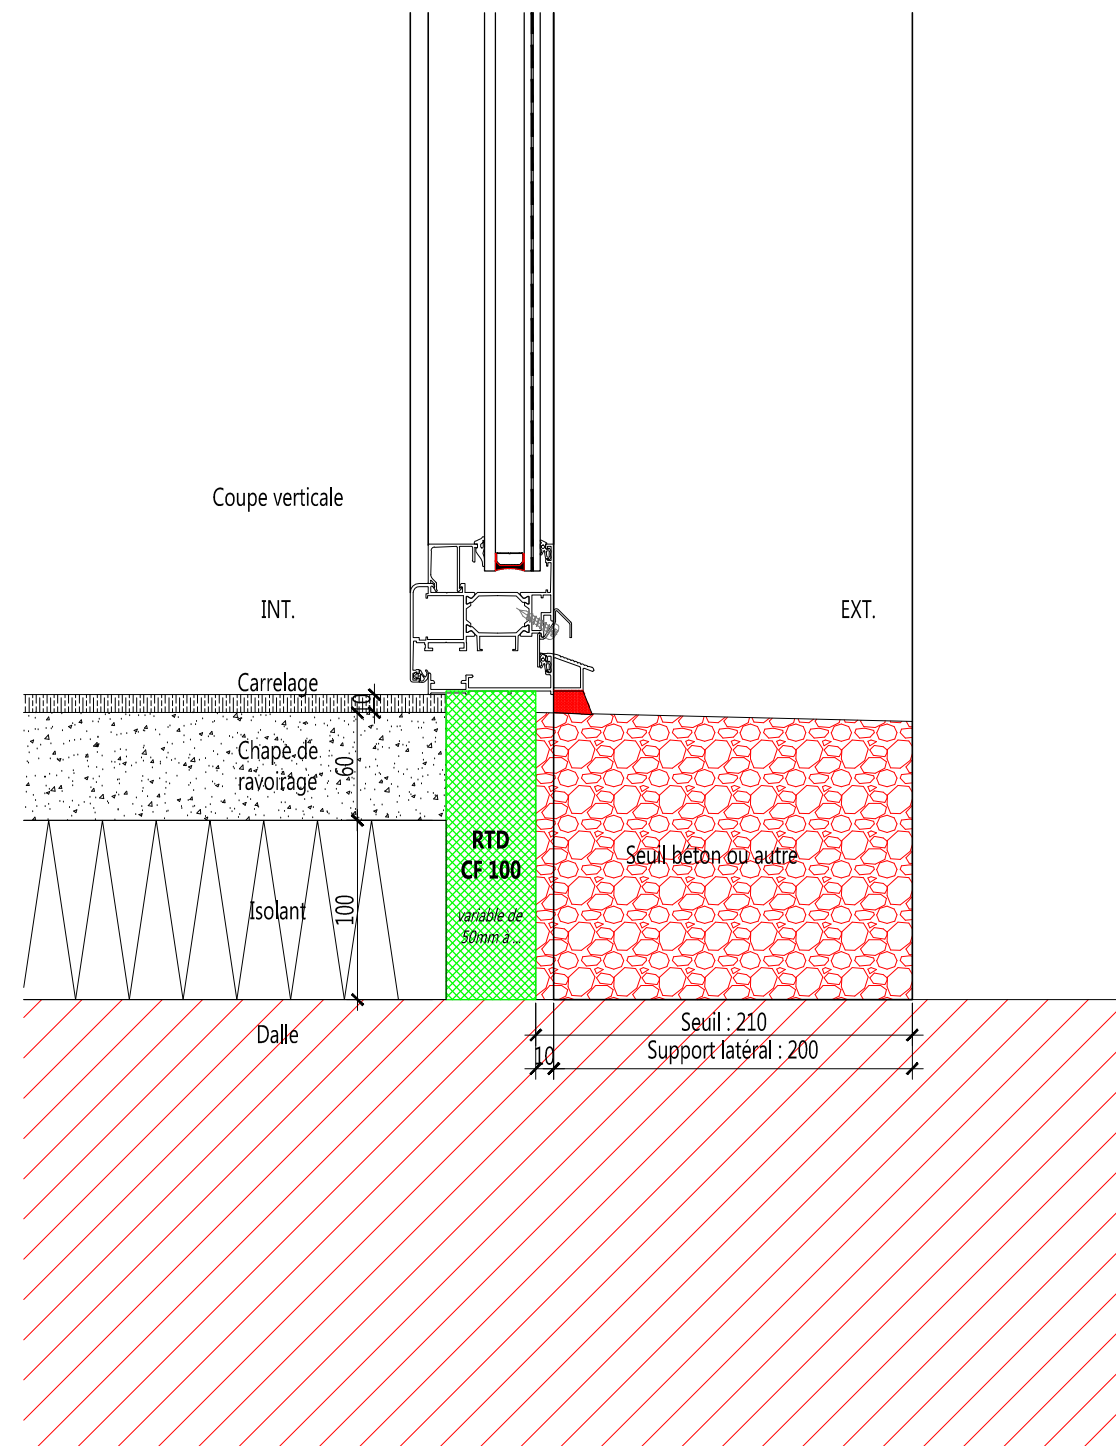 Coupe verticale
INT.
EXT.
Carrelage
10
Chape de
ravoirage
60
RTD
CF 100
Seuil béton ou autre
Isolant
100
variable de
50mm à ...
Seuil : 210
Dalle
10
Support latéral : 200